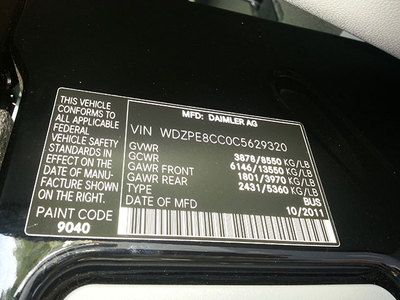 THIS VEHICLE
CONFORMS TO
ALL APPLICABLE
FEDERAL
MOTOR VEHICLE
SAFETY STANDARDS
IN EFFECT
ON THE DATE
OF MANU-
FACTURE SHOWN
ON THE RIGHT.
PAINT CODE
9040
MFD: DAIMLER AG
VIN WDZPE8CC0C5629320
GVWR 3878/8550 KG/LB
GCWR 6146/13550 KG/LB
GAWR FRONT 1801/3970 KG/LB
GAWR REAR 2431/5360 KG/LB
TYPE BUS
DATE OF MFD 10/2011